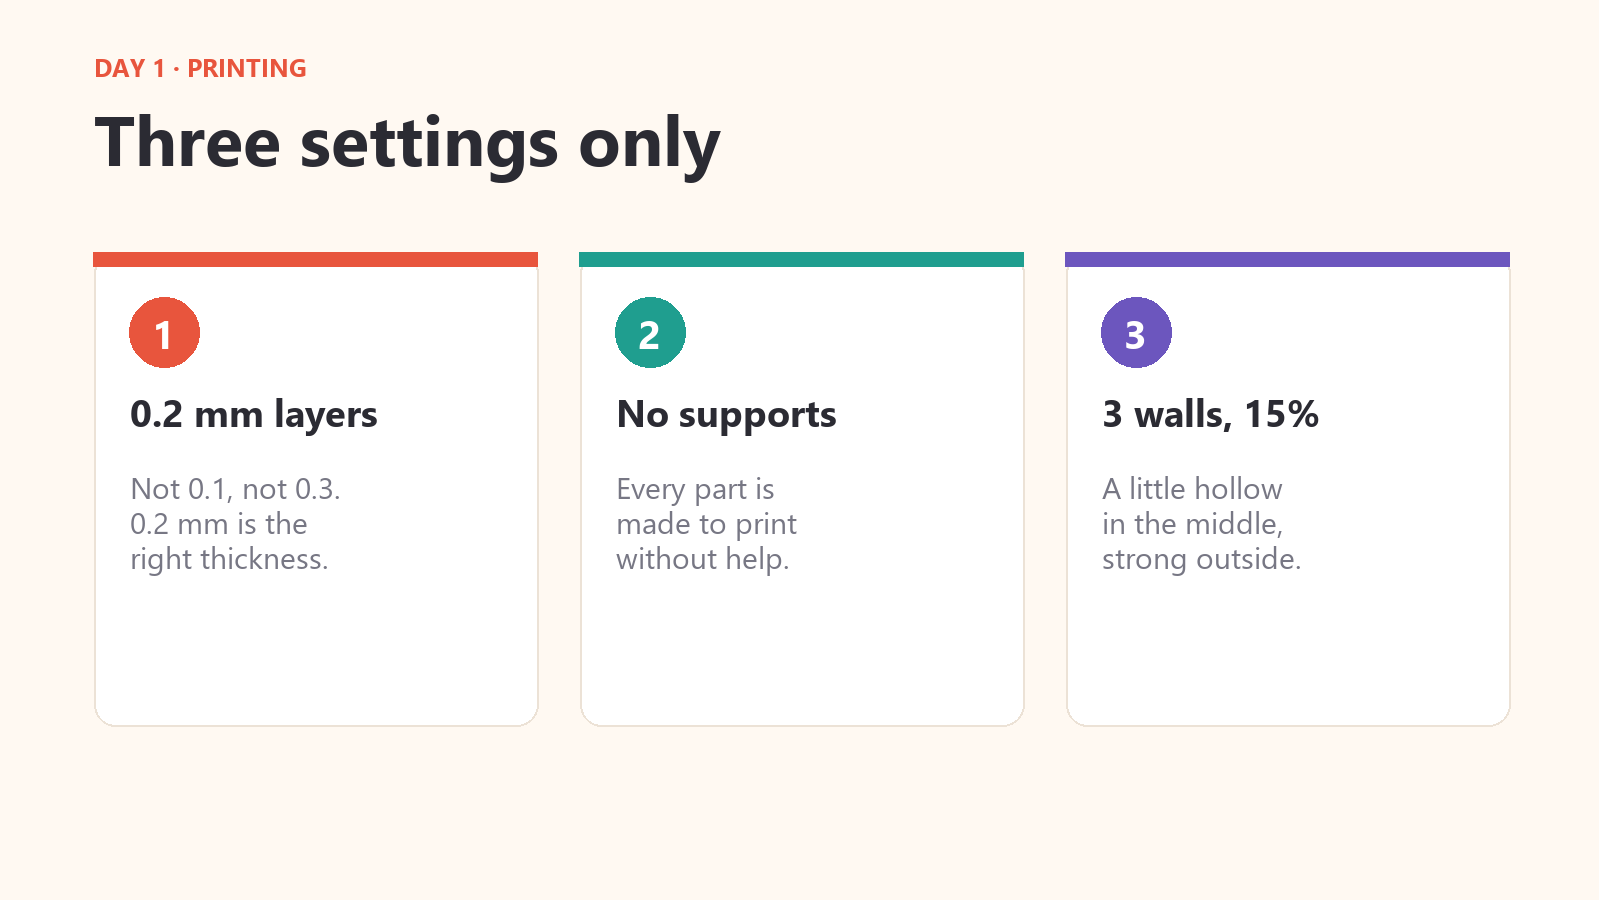 DAY 1 · PRINTING
Three settings only
1
0.2 mm layers
Not 0.1, not 0.3.
0.2 mm is the
right thickness.
2
No supports
Every part is
made to print
without help.
3
3 walls, 15%
A little hollow
in the middle,
strong outside.